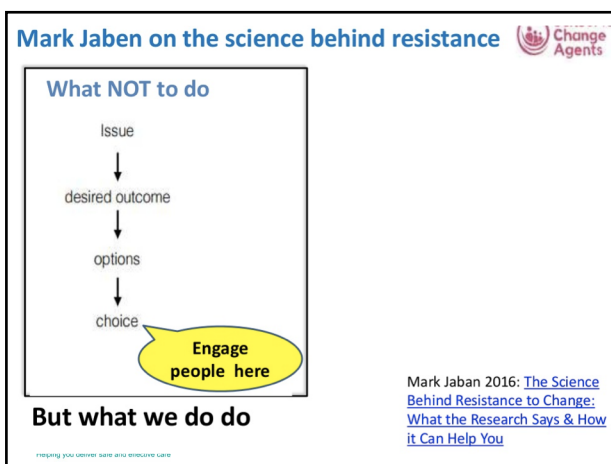 Mark Jaben on the science behind resistance
Change
Agents
What NOT to do
Issue
desired outcome
options
choice
Engage
people here
But what we do do
Mark Jaban 2016: The Science
Behind Resistance to Change:
What the Research Says & How
it Can Help You
Helping you deliver safe and effective care